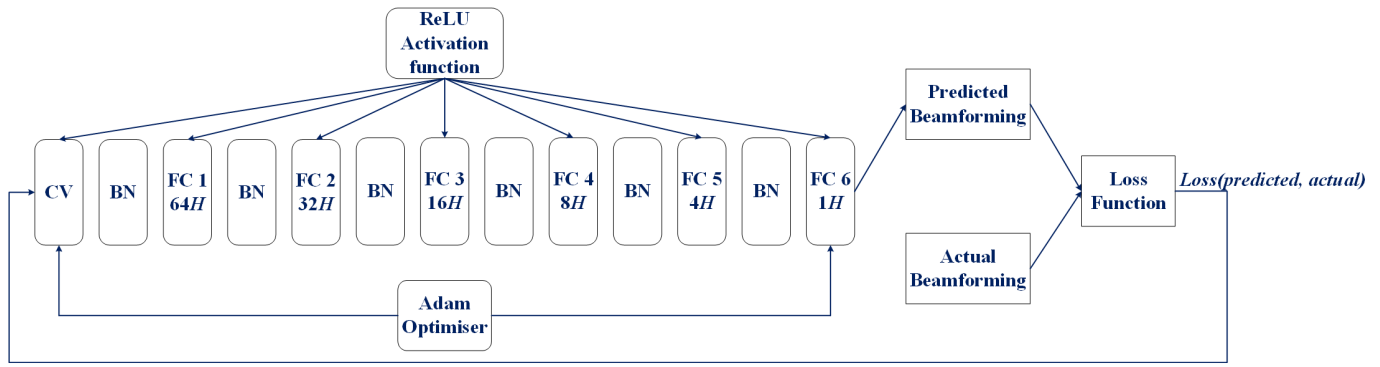 ReLU
Activation
function
CV
BN
FC 1
64H
BN
FC 2
32H
BN
FC 3
16H
BN
FC 4
8H
BN
FC 5
4H
BN
FC 6
1H
Predicted
Beamforming
Actual
Beamforming
Loss
Function
Loss(predicted, actual)
Adam
Optimiser